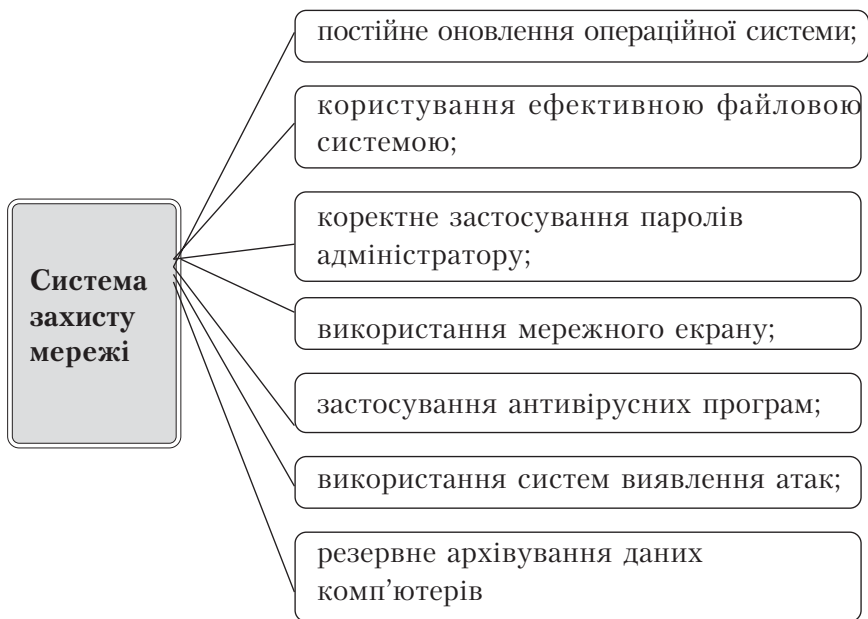 постійне оновлення операційної системи;
користування ефективною файловою
системою;
коректне застосування паролів
адміністратору;
Система
захисту
мережі
використання мережного екрану;
застосування антивірусних програм;
використання систем виявлення атак;
резервне архівування даних
комп’ютерів